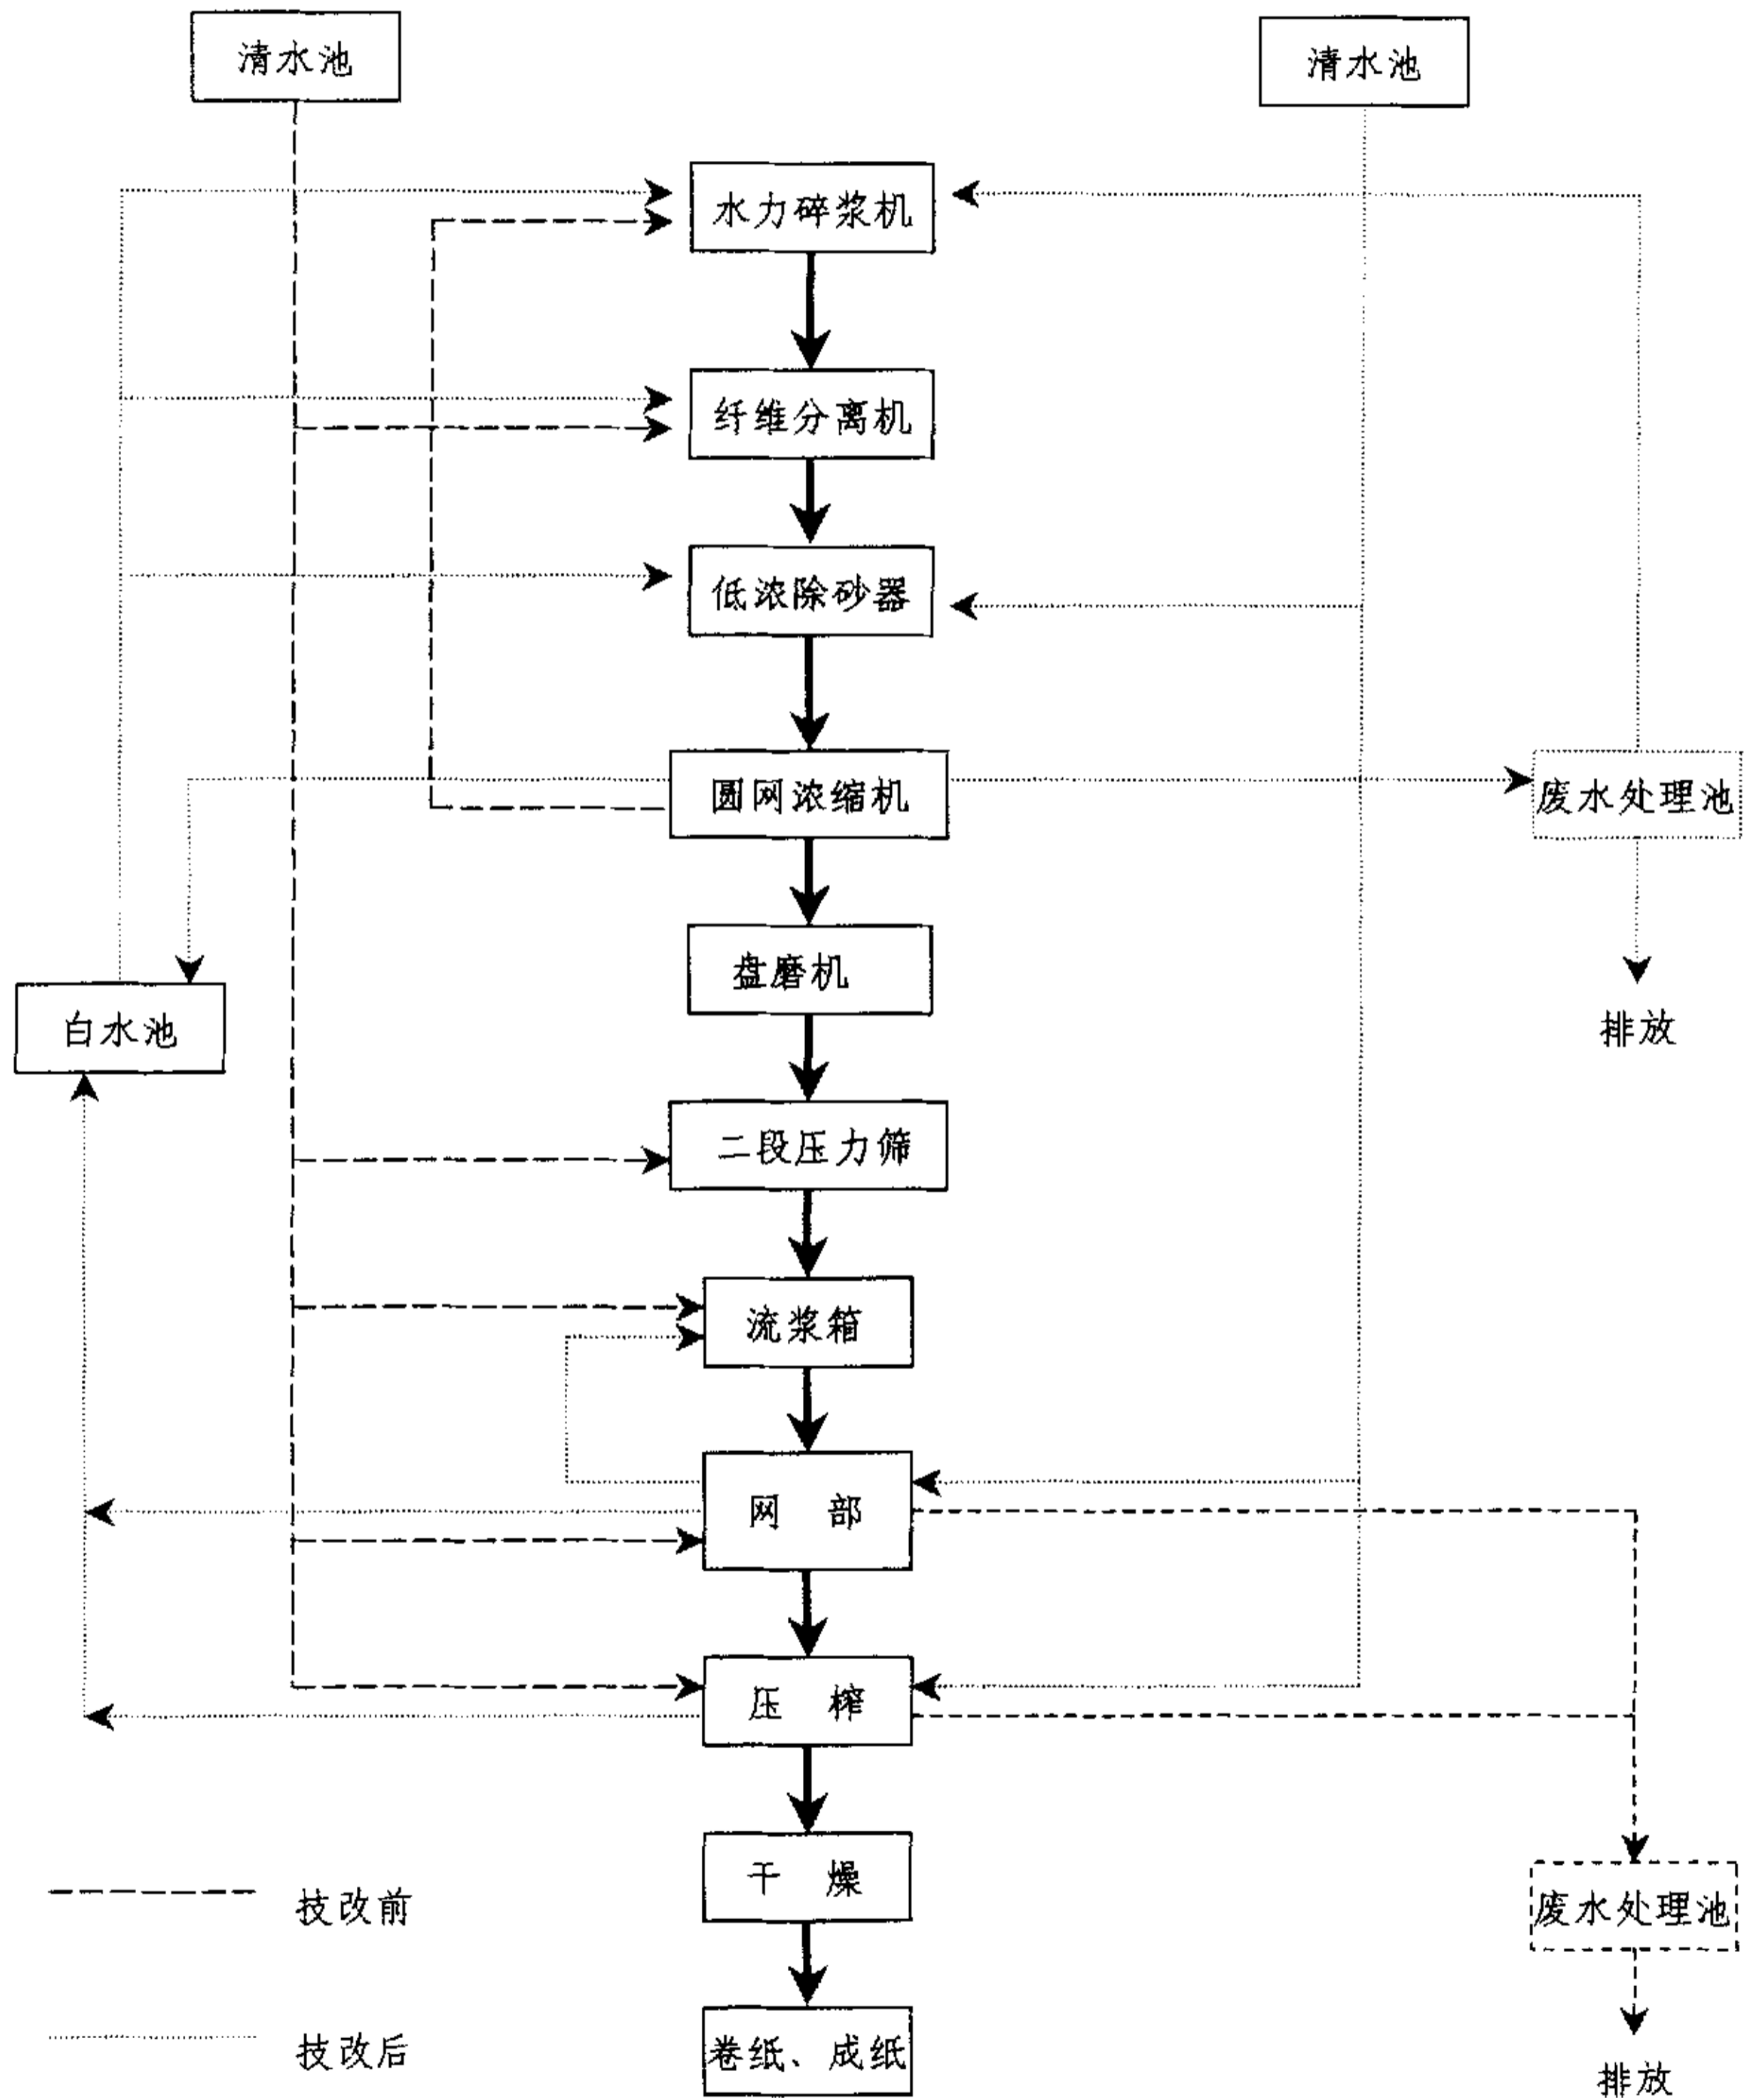 清水池
清水池
水力碎浆机
纤维分离机
低浓除砂器
圆网浓缩机
废水处理池
盘磨机
白水池
排放
二段压力筛
流浆箱
网 部
压 榨
干 燥
技改前
废水处理池
技改后
卷纸、成纸
排放